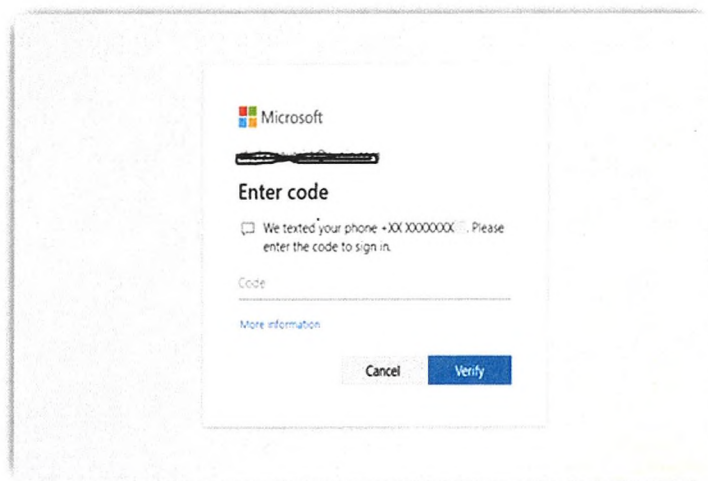 Microsoft
Enter code
We texted your phone +XX XXXXXXX. Please
enter the code to sign in.
Code
More information
Cancel
Verify